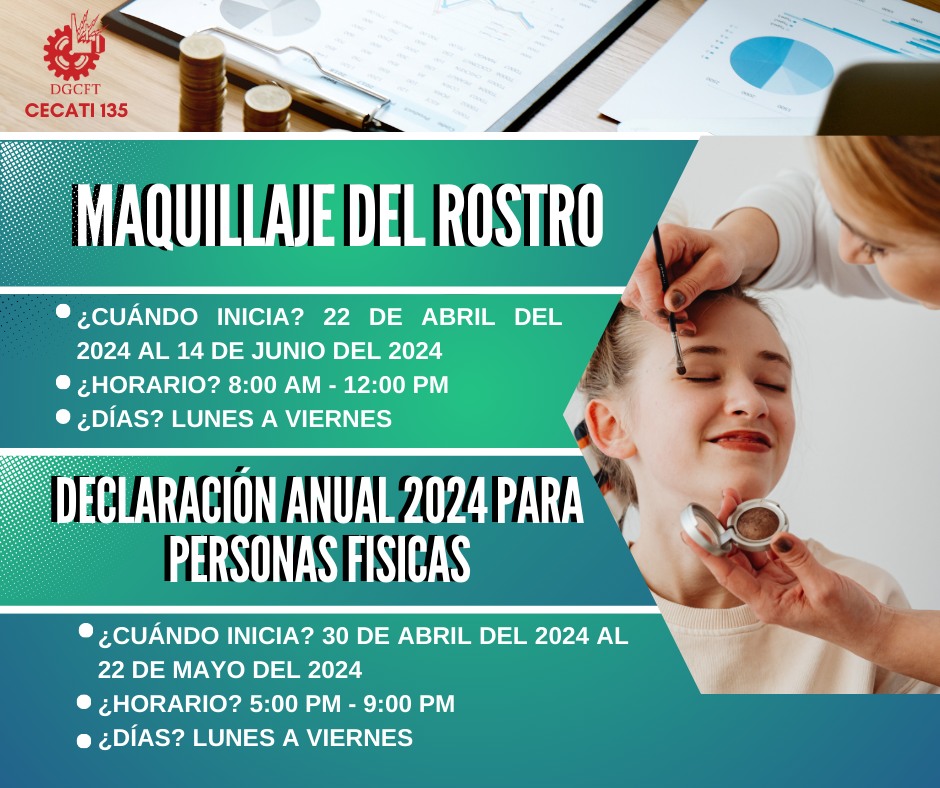 DGCFT
CECATI 135
MAQUILLAJE DEL ROSTRO
¿CUÁNDO INICIA? 22 DE ABRIL DEL
2024 AL 14 DE JUNIO DEL 2024
¿HORARIO? 8:00 AM - 12:00 PM
¿DÍAS? LUNES A VIERNES
DECLARACIÓN ANUAL 2024 PARA
PERSONAS FISICAS
¿CUÁNDO INICIA? 30 DE ABRIL DEL 2024 AL
22 DE MAYO DEL 2024
¿HORARIO? 5:00 PM - 9:00 PM
¿DÍAS? LUNES A VIERNES